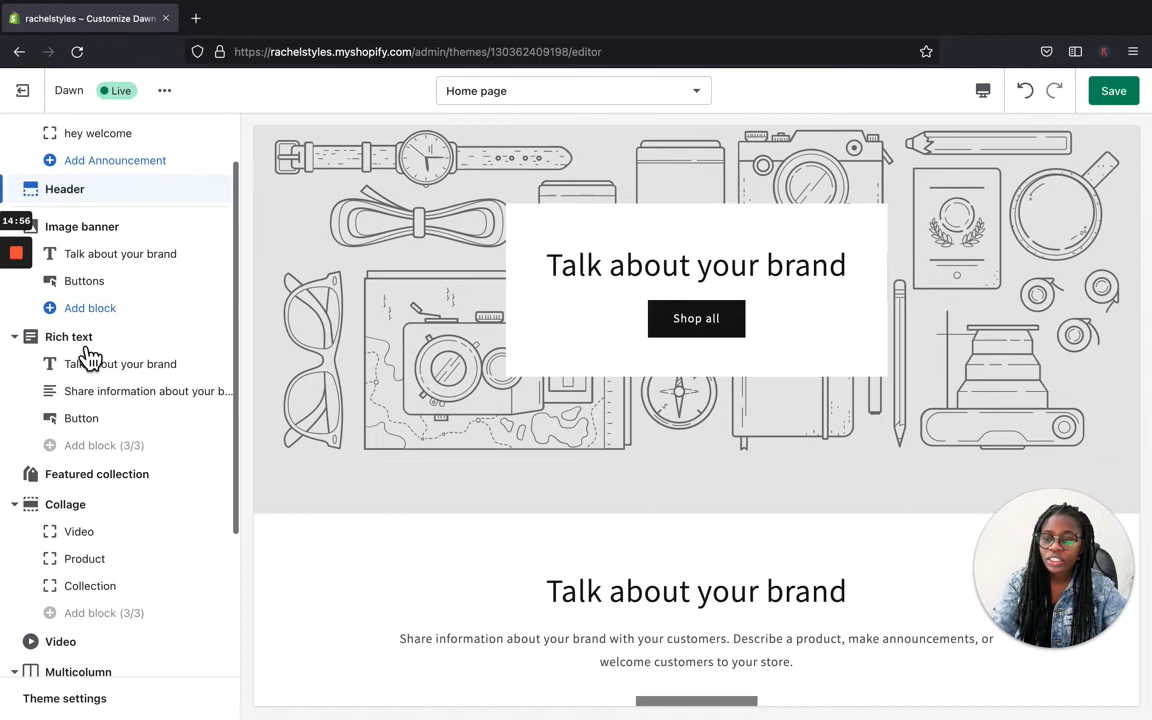 rachelstyles ~ Customize Dawn
https://rachelstyles.myshopify.com/admin/themes/130362409198/editor
K
Dawn
Live
Home page
Save
hey welcome
Add Announcement
Header
14:56
Image banner
Talk about your brand
Buttons
Add block
Rich text
Talk about your brand
Share information about your b...
Button
Add block (3/3)
Featured collection
Collage
Video
Product
Collection
Add block (3/3)
Video
Multicolumn
Theme settings
Talk about your brand
Shop all
Talk about your brand
Share information about your brand with your customers. Describe a product, make announcements, or
welcome customers to your store.